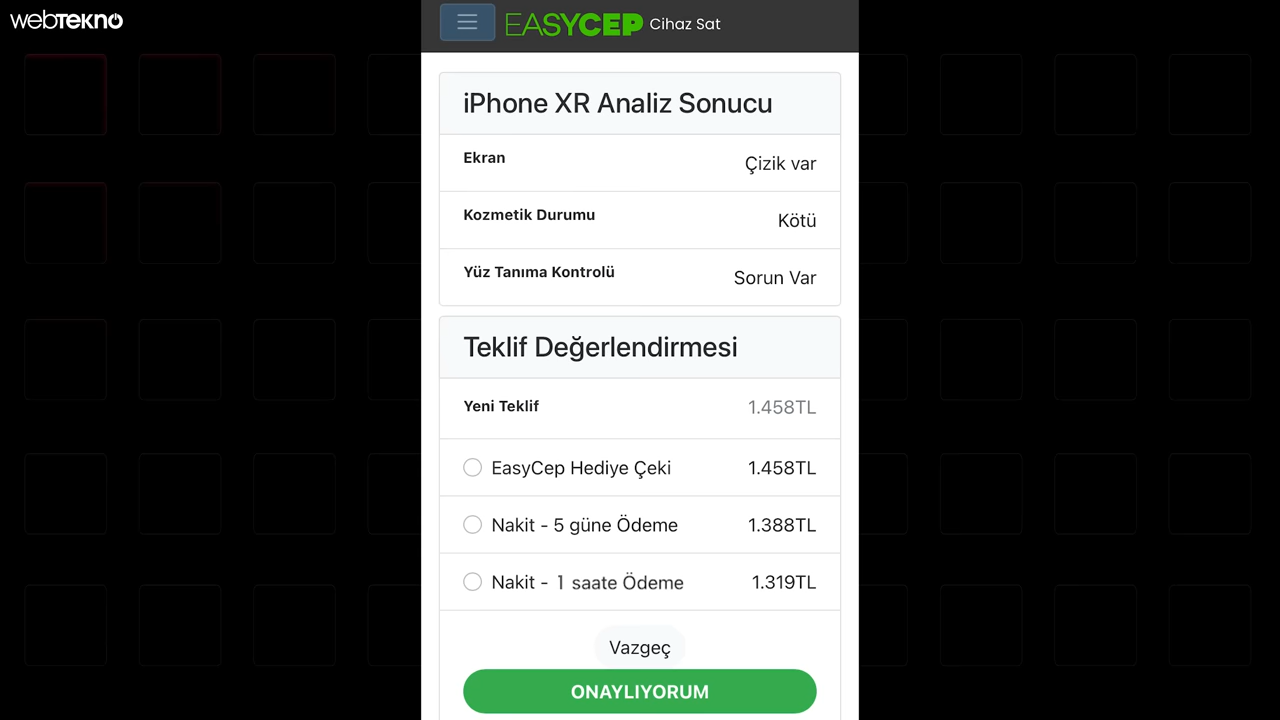 webtekno
EASYCEP Cihaz Sat
iPhone XR Analiz Sonucu
Ekran Çizik var
Kozmetik Durumu Kötü
Yüz Tanıma Kontrolü Sorun Var
Teklif Değerlendirmesi
Yeni Teklif 1.458TL
EasyCep Hediye Çeki 1.458TL
Nakit - 5 güne Ödeme 1.388TL
Nakit - 1 saate Ödeme 1.319TL
Vazgeç
ONAYLIYORUM